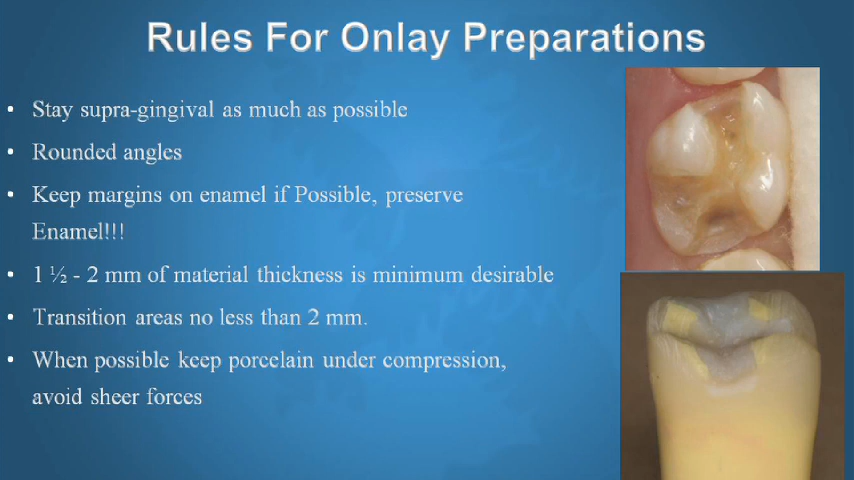 Rules For Onlay Preparations
• Stay supra-gingival as much as possible
• Rounded angles
• Keep margins on enamel if Possible, preserve
Enamel!!!
• 1 ½ - 2 mm of material thickness is minimum desirable
• Transition areas no less than 2 mm.
• When possible keep porcelain under compression,
avoid sheer forces